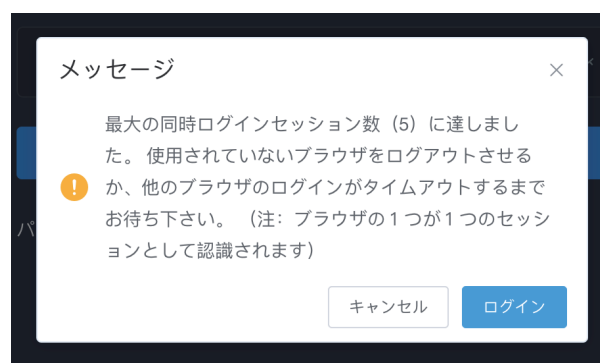 メッセージ
最大の同時ログインセッション数（5）に達しまし
た。 使用されていないブラウザをログアウトさせる
か、他のブラウザのログインがタイムアウトするまで
お待ち下さい。 （注: ブラウザの１つが１つのセッシ
ョンとして認識されます）
パ
キャンセル
ログイン